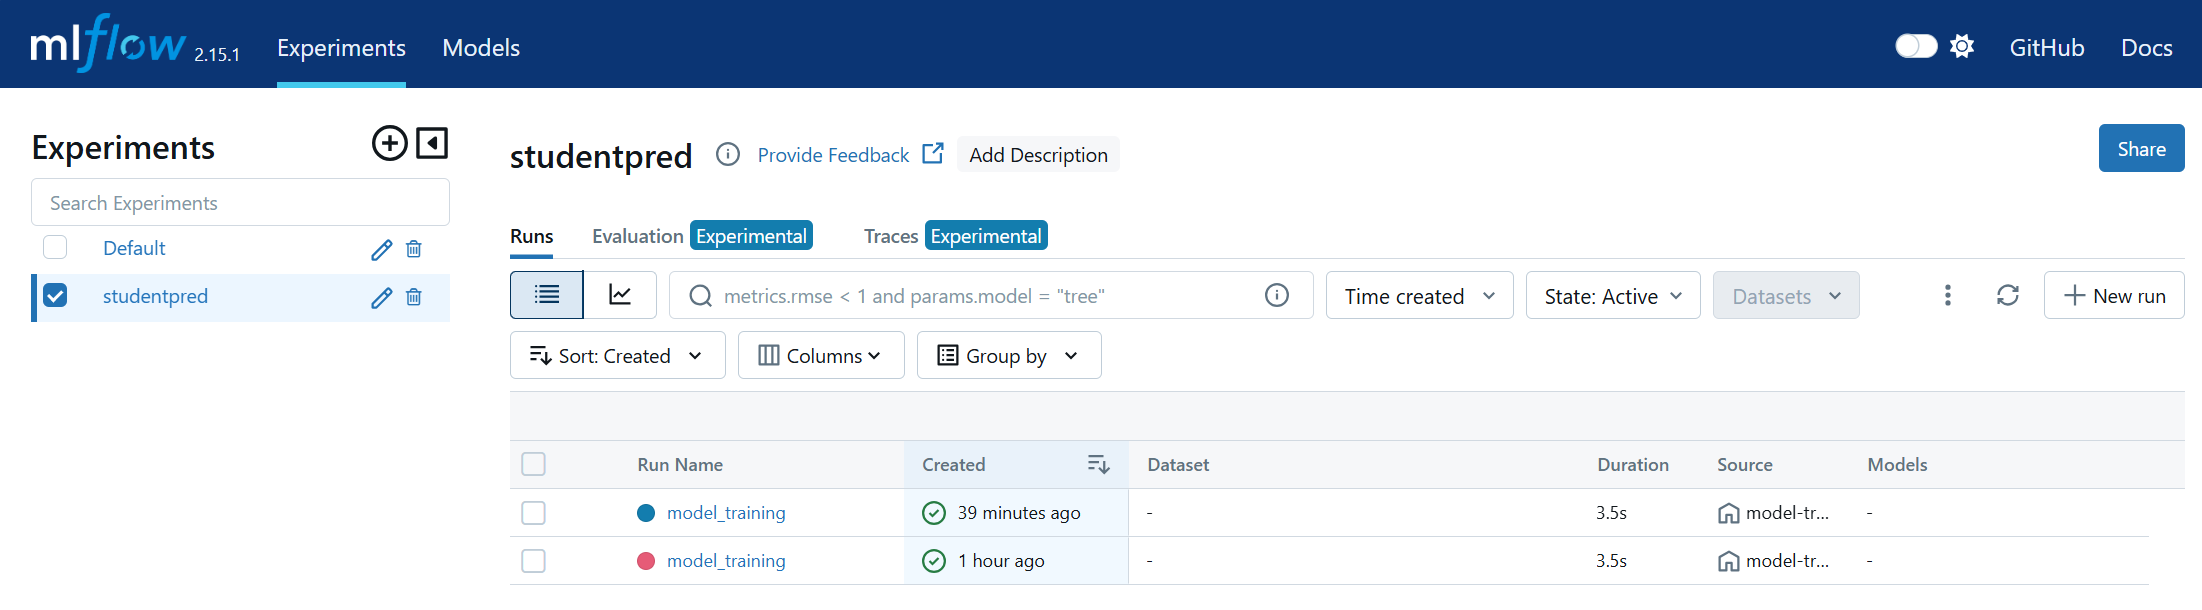 mlflow 2.15.1 Experiments Models GitHub Docs
Experiments
Search Experiments
Default
studentpred
studentpred Provide Feedback Add Description Share
Runs Evaluation Experimental Traces Experimental
metrics.rmse < 1 and params.model = "tree" Time created State: Active Datasets New run
Sort: Created Columns Group by
Run Name Created Dataset Duration Source Models
model_training 39 minutes ago - 3.5s model-tr... -
model_training 1 hour ago - 3.5s model-tr... -